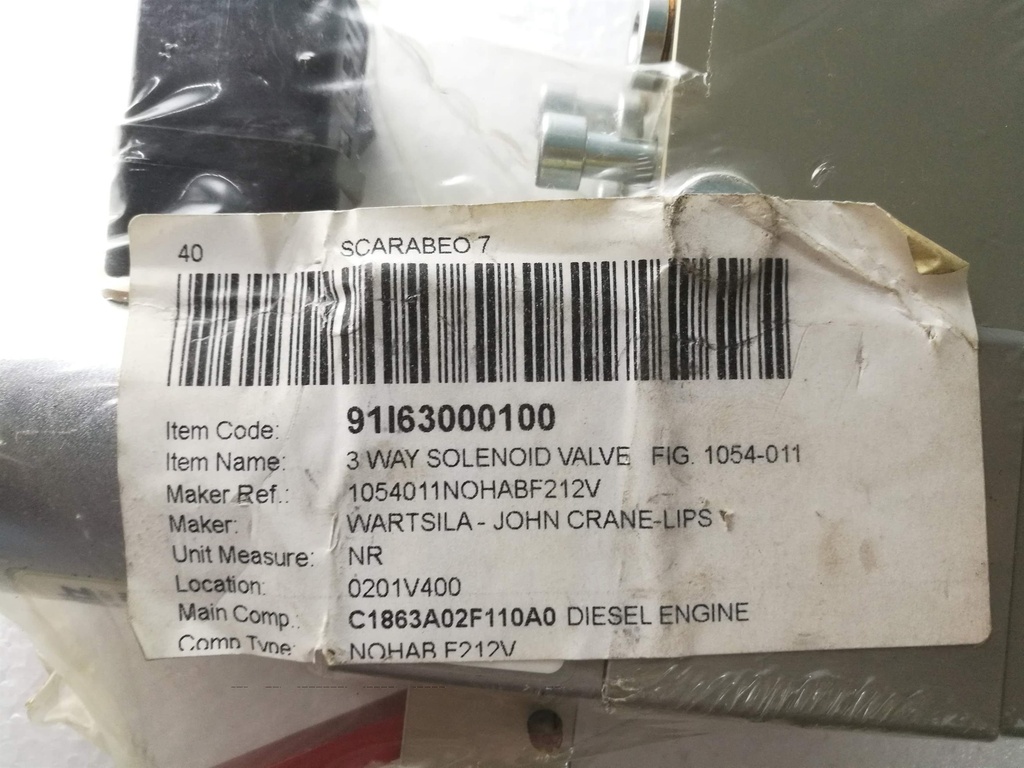 40 SCARABEO 7
Item Code: 91I63000100
Item Name: 3 WAY SOLENOID VALVE FIG. 1054-011
Maker Ref.: 1054011NOHABF212V
Maker: WARTSILA - JOHN CRANE-LIPS
Unit Measure: NR
Location: 0201V400
Main Comp.: C1863A02F110A0 DIESEL ENGINE
Comp Type: NOHAB F212V